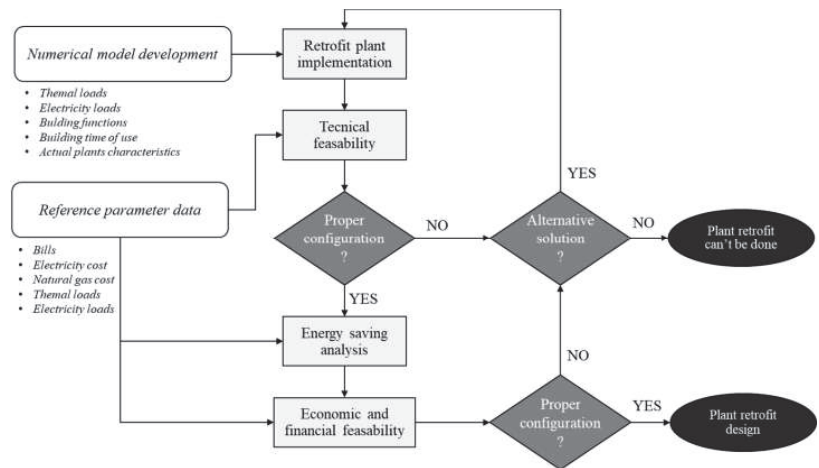 Numerical model development
• Themal loads
• Electricity loads
• Bulding functions
• Building time of use
• Actual plants characteristics
Reference parameter data
• Bills
• Electricity cost
• Natural gas cost
• Themal loads
• Electricity loads
Retrofit plant
implementation
Tecnical
feasability
Proper
configuration
?
NO
YES
Energy saving
analysis
Economic and
financial feasability
YES
Alternative
solution
?
NO
Plant retrofit
can't be done
NO
Proper
configuration
?
YES
Plant retrofit
design